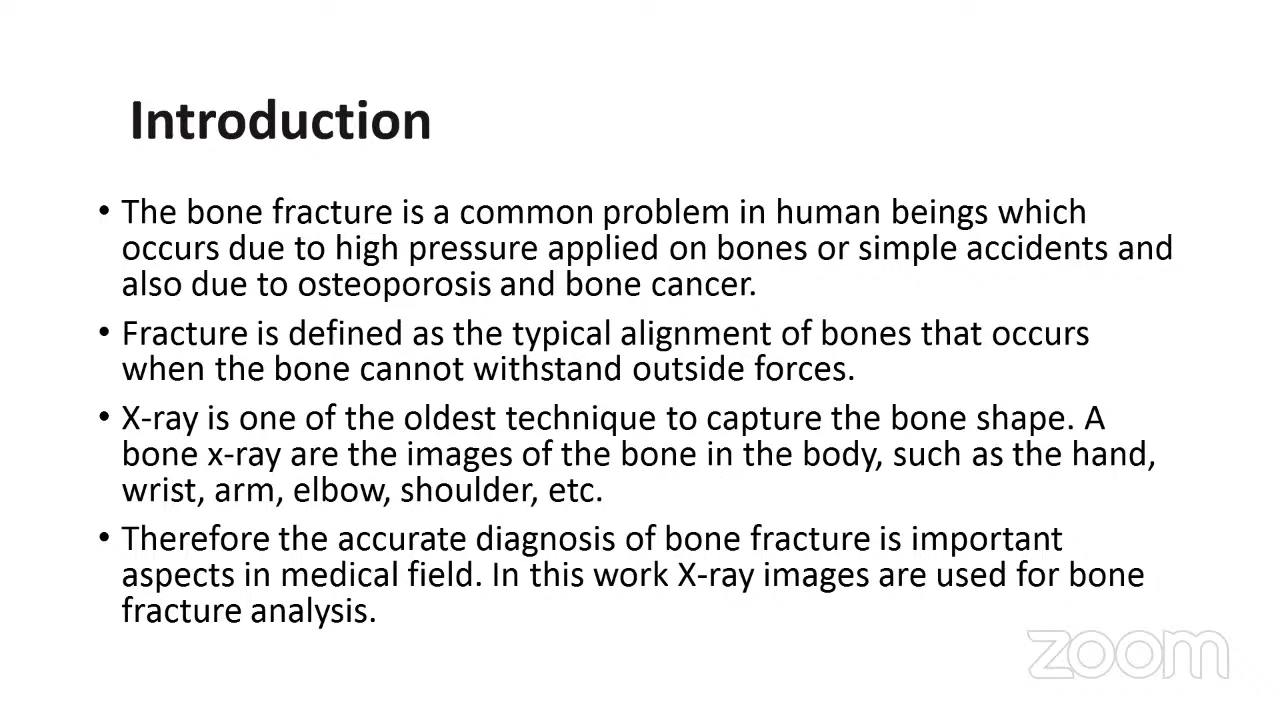 Introduction
• The bone fracture is a common problem in human beings which
occurs due to high pressure applied on bones or simple accidents and
also due to osteoporosis and bone cancer.
• Fracture is defined as the typical alignment of bones that occurs
when the bone cannot withstand outside forces.
• X-ray is one of the oldest technique to capture the bone shape. A
bone x-ray are the images of the bone in the body, such as the hand,
wrist, arm, elbow, shoulder, etc.
• Therefore the accurate diagnosis of bone fracture is important
aspects in medical field. In this work X-ray images are used for bone
fracture analysis.
zoom